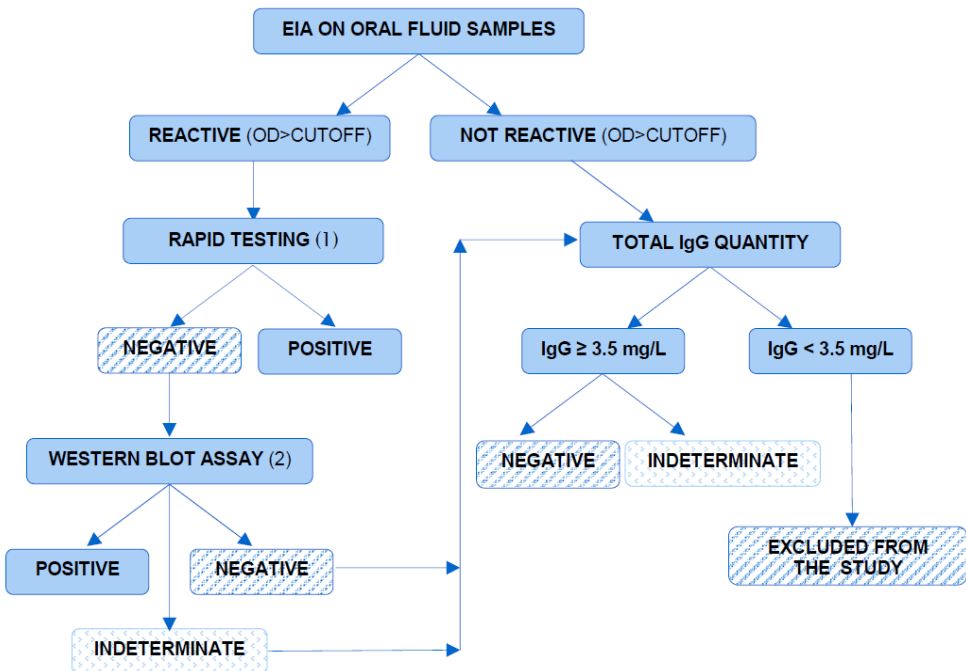 EIA ON ORAL FLUID SAMPLES
REACTIVE (OD>CUTOFF)
NOT REACTIVE (OD>CUTOFF)
RAPID TESTING (1)
TOTAL IgG QUANTITY
NEGATIVE
POSITIVE
IgG ≥ 3.5 mg/L
IgG < 3.5 mg/L
WESTERN BLOT ASSAY (2)
NEGATIVE
INDETERMINATE
POSITIVE
NEGATIVE
EXCLUDED FROM
THE STUDY
INDETERMINATE